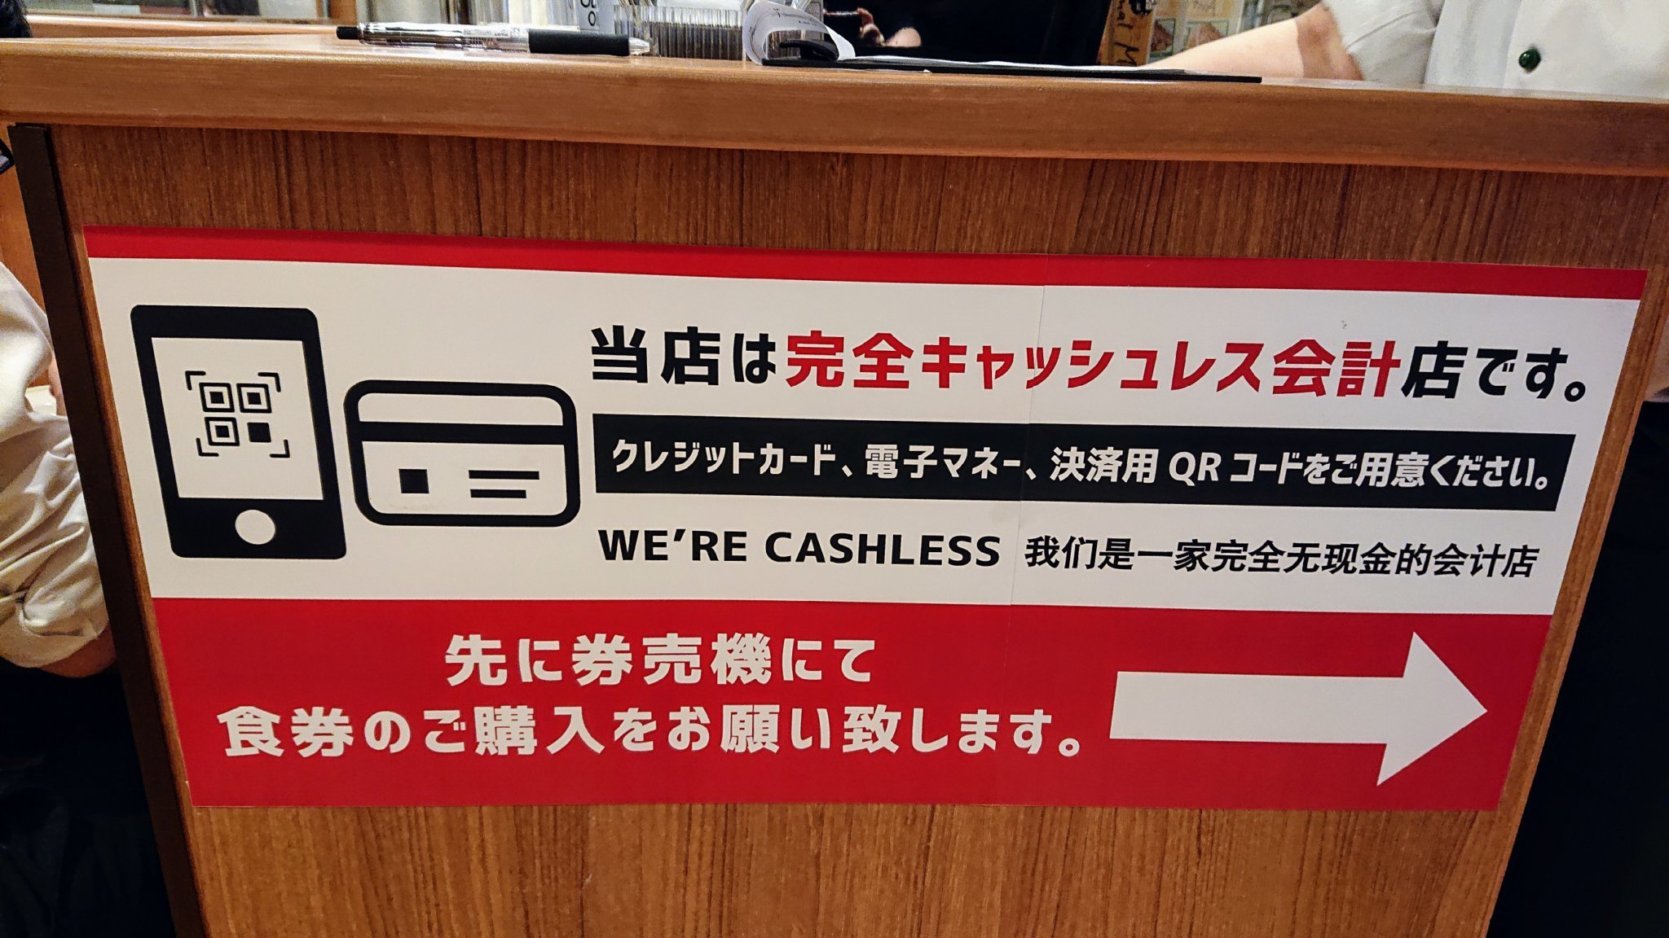 当店は完全キャッシュレス会計店です。
クレジットカード、電子マネー、決済用QRコードをご用意ください。
WE'RE CASHLESS 我们是一家完全无现金的会计店
先に券売機にて
食券のご購入をお願い致します。